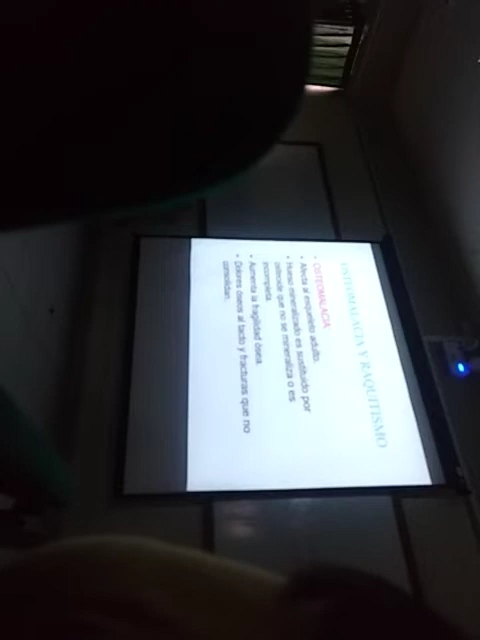 OSTEOMALACIA Y RAQUITISMO
• OSTEOMALACIA
• Afecta al esqueleto adulto.
• Hueso mineralizado es sustituido por
osteoide que no se mineraliza o es
incompleta.
• Aumenta la fragilidad ósea.
• Dolores óseos al tacto y fracturas que no
consolidan.